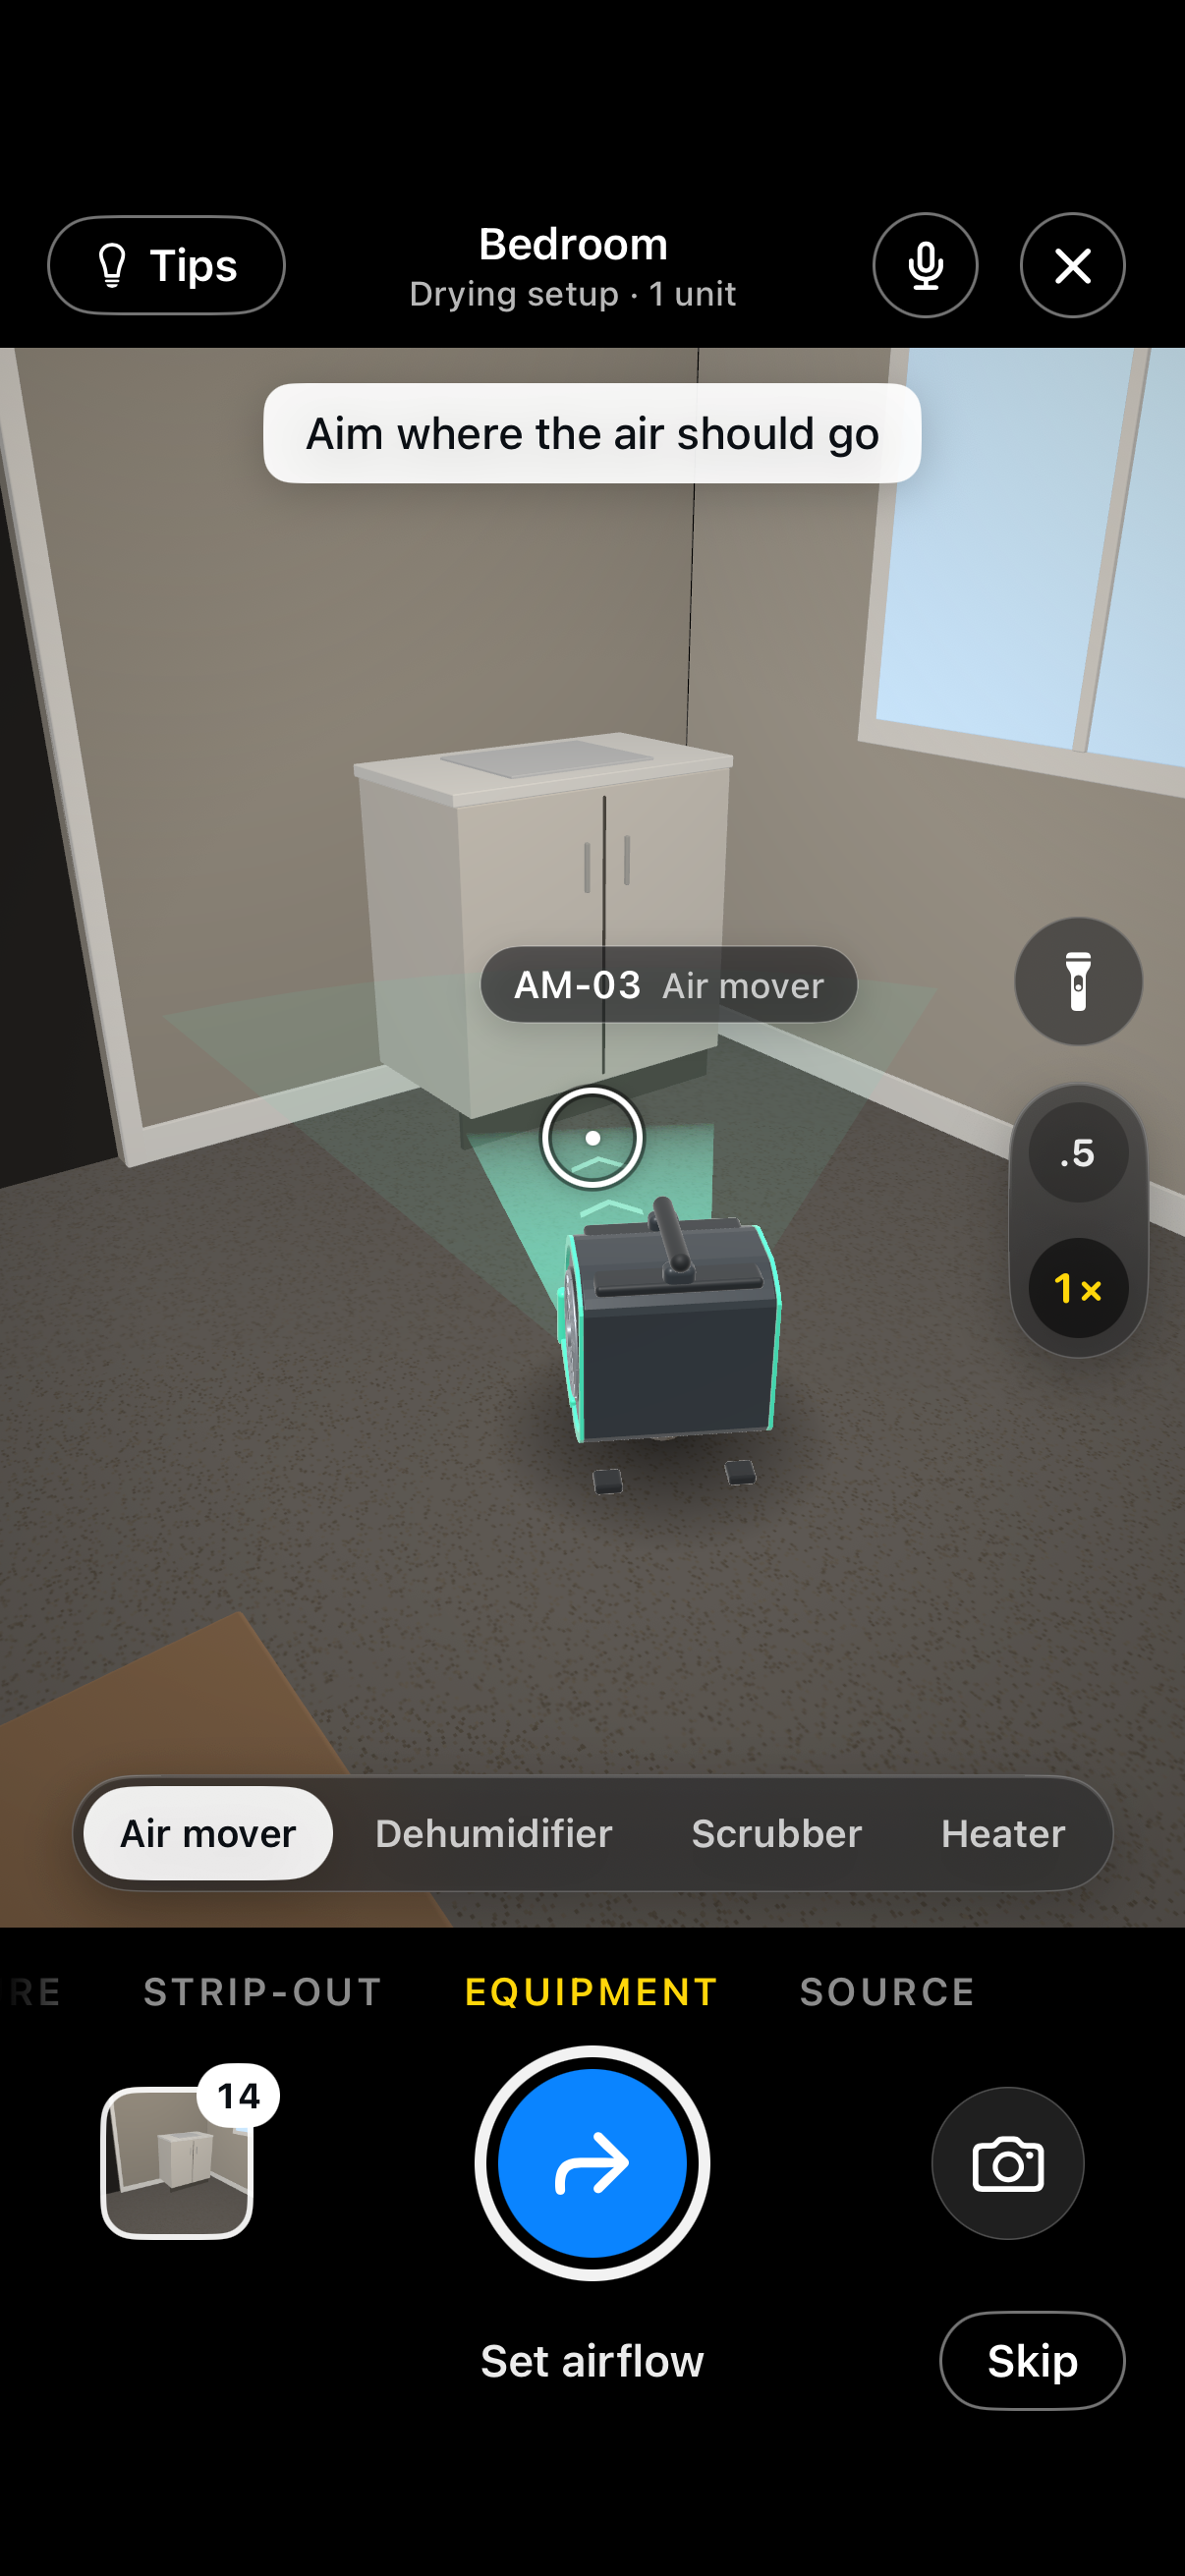 Tips
Bedroom
Drying setup · 1 unit
Aim where the air should go
AM-03 Air mover
.5
1×
Air mover Dehumidifier Scrubber Heater
RE STRIP-OUT EQUIPMENT SOURCE
14
Set airflow
Skip